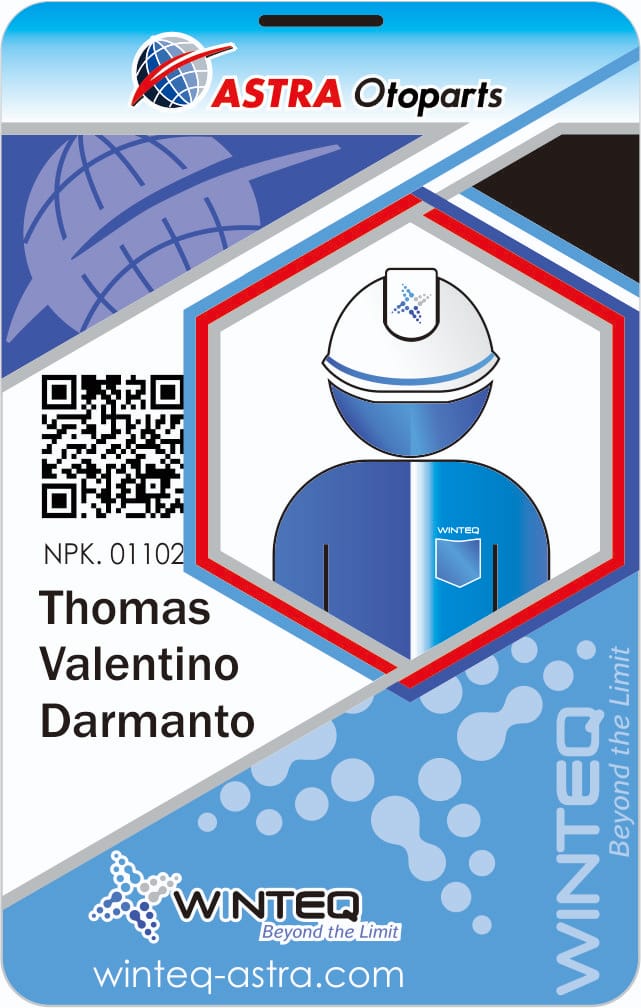 ASTRA Otoparts
WINTEQ
NPK. 01102
Thomas
Valentino
Darmanto
WINTEQ
Beyond the Limit
WINTEQ
Beyond the Limit
winteq-astra.com